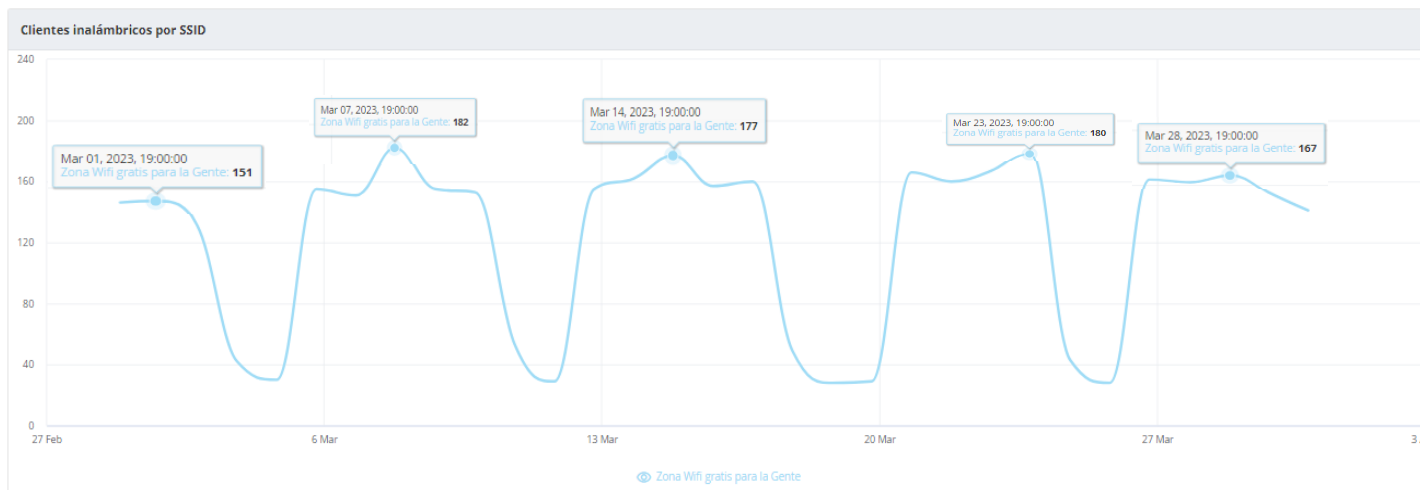 Clientes inalámbricos por SSID
240
200
160
120
80
40
0
Mar 01, 2023, 19:00:00
Zona Wifi gratis para la Gente: 151
Mar 07, 2023, 19:00:00
Zona Wifi gratis para la Gente: 182
Mar 14, 2023, 19:00:00
Zona Wifi gratis para la Gente: 177
Mar 23, 2023, 19:00:00
Zona Wifi gratis para la Gente: 180
Mar 28, 2023, 19:00:00
Zona Wifi gratis para la Gente: 167
27 Feb
6 Mar
13 Mar
20 Mar
27 Mar
3
Zona Wifi gratis para la Gente